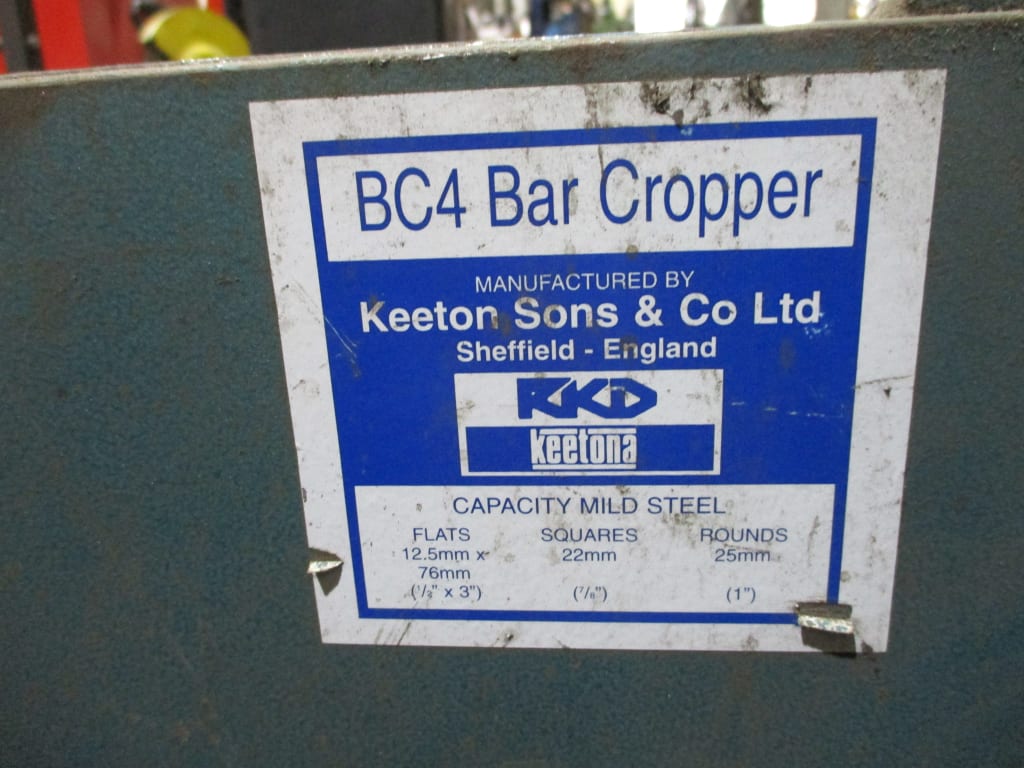 BC4 Bar Cropper
MANUFACTURED BY
Keeton Sons & Co Ltd
Sheffield - England
RKD
keetona
CAPACITY MILD STEEL
FLATS SQUARES ROUNDS
12.5mm x 22mm 25mm
76mm
(1/2" x 3") (7/8") (1")